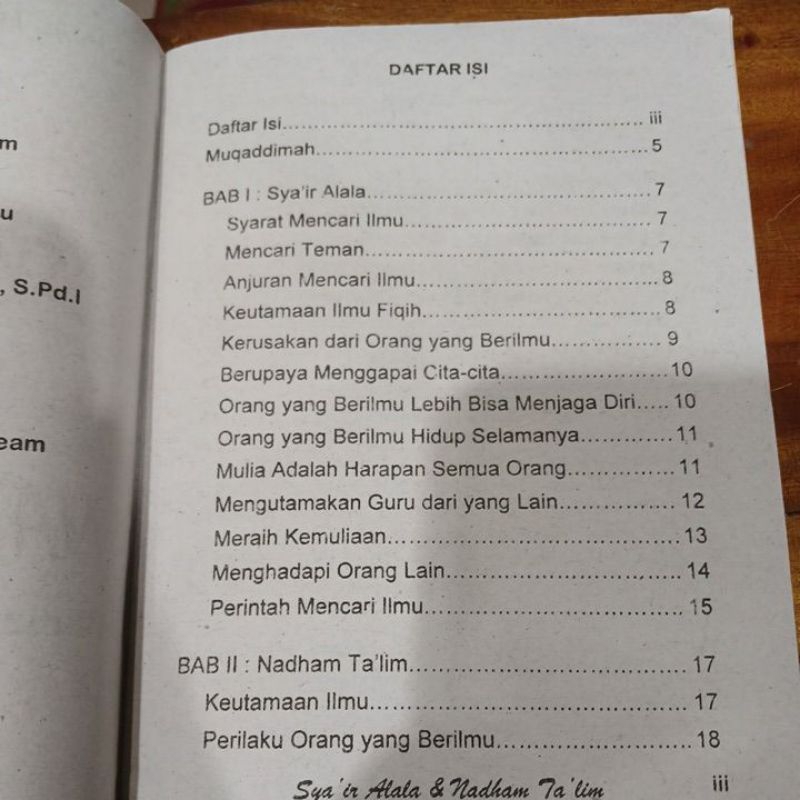 m
u
, S.Pd.I
eam
DAFTAR ISI
Daftar Isi........................................................ iii
Muqaddimah................................................... 5
BAB I : Sya'ir Alala........................................... 7
Syarat Mencari Ilmu...................................... 7
Mencari Teman............................................ 7
Anjuran Mencari Ilmu.................................... 8
Keutamaan Ilmu Fiqih................................... 8
Kerusakan dari Orang yang Berilmu................ 9
Berupaya Menggapai Cita-cita........................10
Orang yang Berilmu Lebih Bisa Menjaga Diri..... 10
Orang yang Berilmu Hidup Selamanya.............11
Mulia Adalah Harapan Semua Orang............... 11
Mengutamakan Guru dari yang Lain................ 12
Meraih Kemuliaan.........................................13
Menghadapi Orang Lain................................. 14
Perintah Mencari Ilmu.................................... 15
BAB II : Nadham Ta'lim...................................... 17
Keutamaan Ilmu........................................... 17
Perilaku Orang yang Berilmu...........................18
Sya'ir Alala & Nadham Ta'lim iii